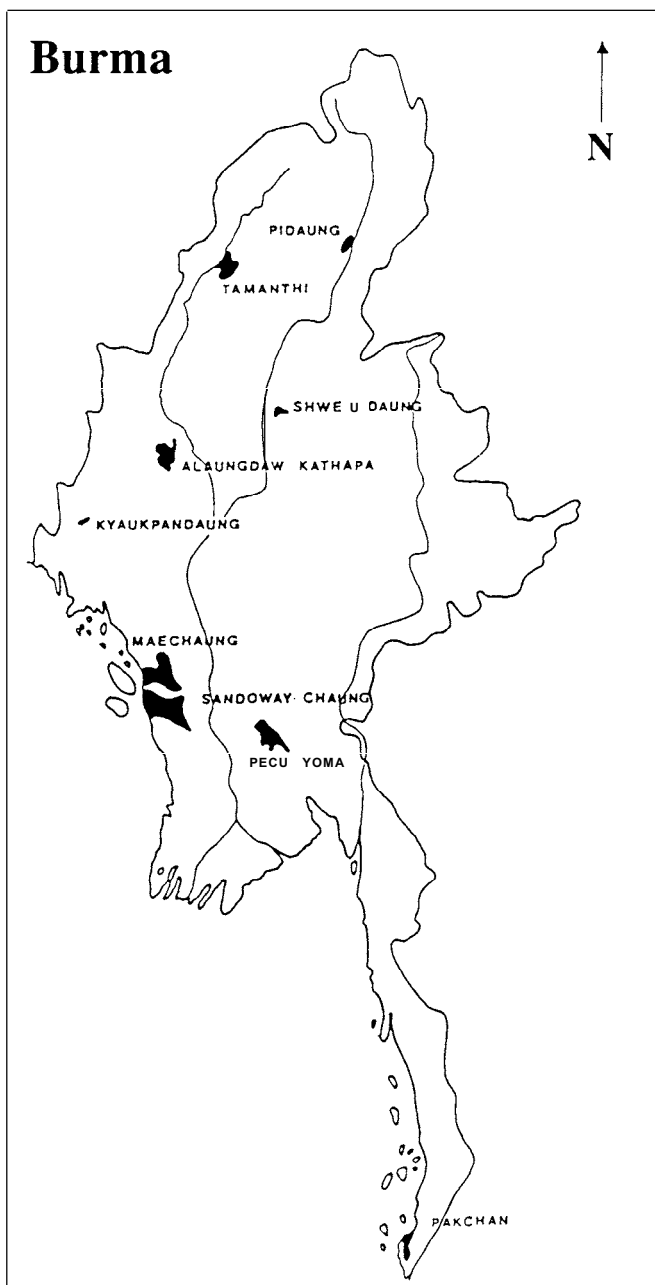 Burma
N
PIDAUNG
TAMANTHI
SHWE U DAUNG
ALAUNGDAW KATHAPA
KYAUKPANDAUNG
MAECHAUNG
SANDOWAY CHAUNG
PECU YOMA
PAKCHAN